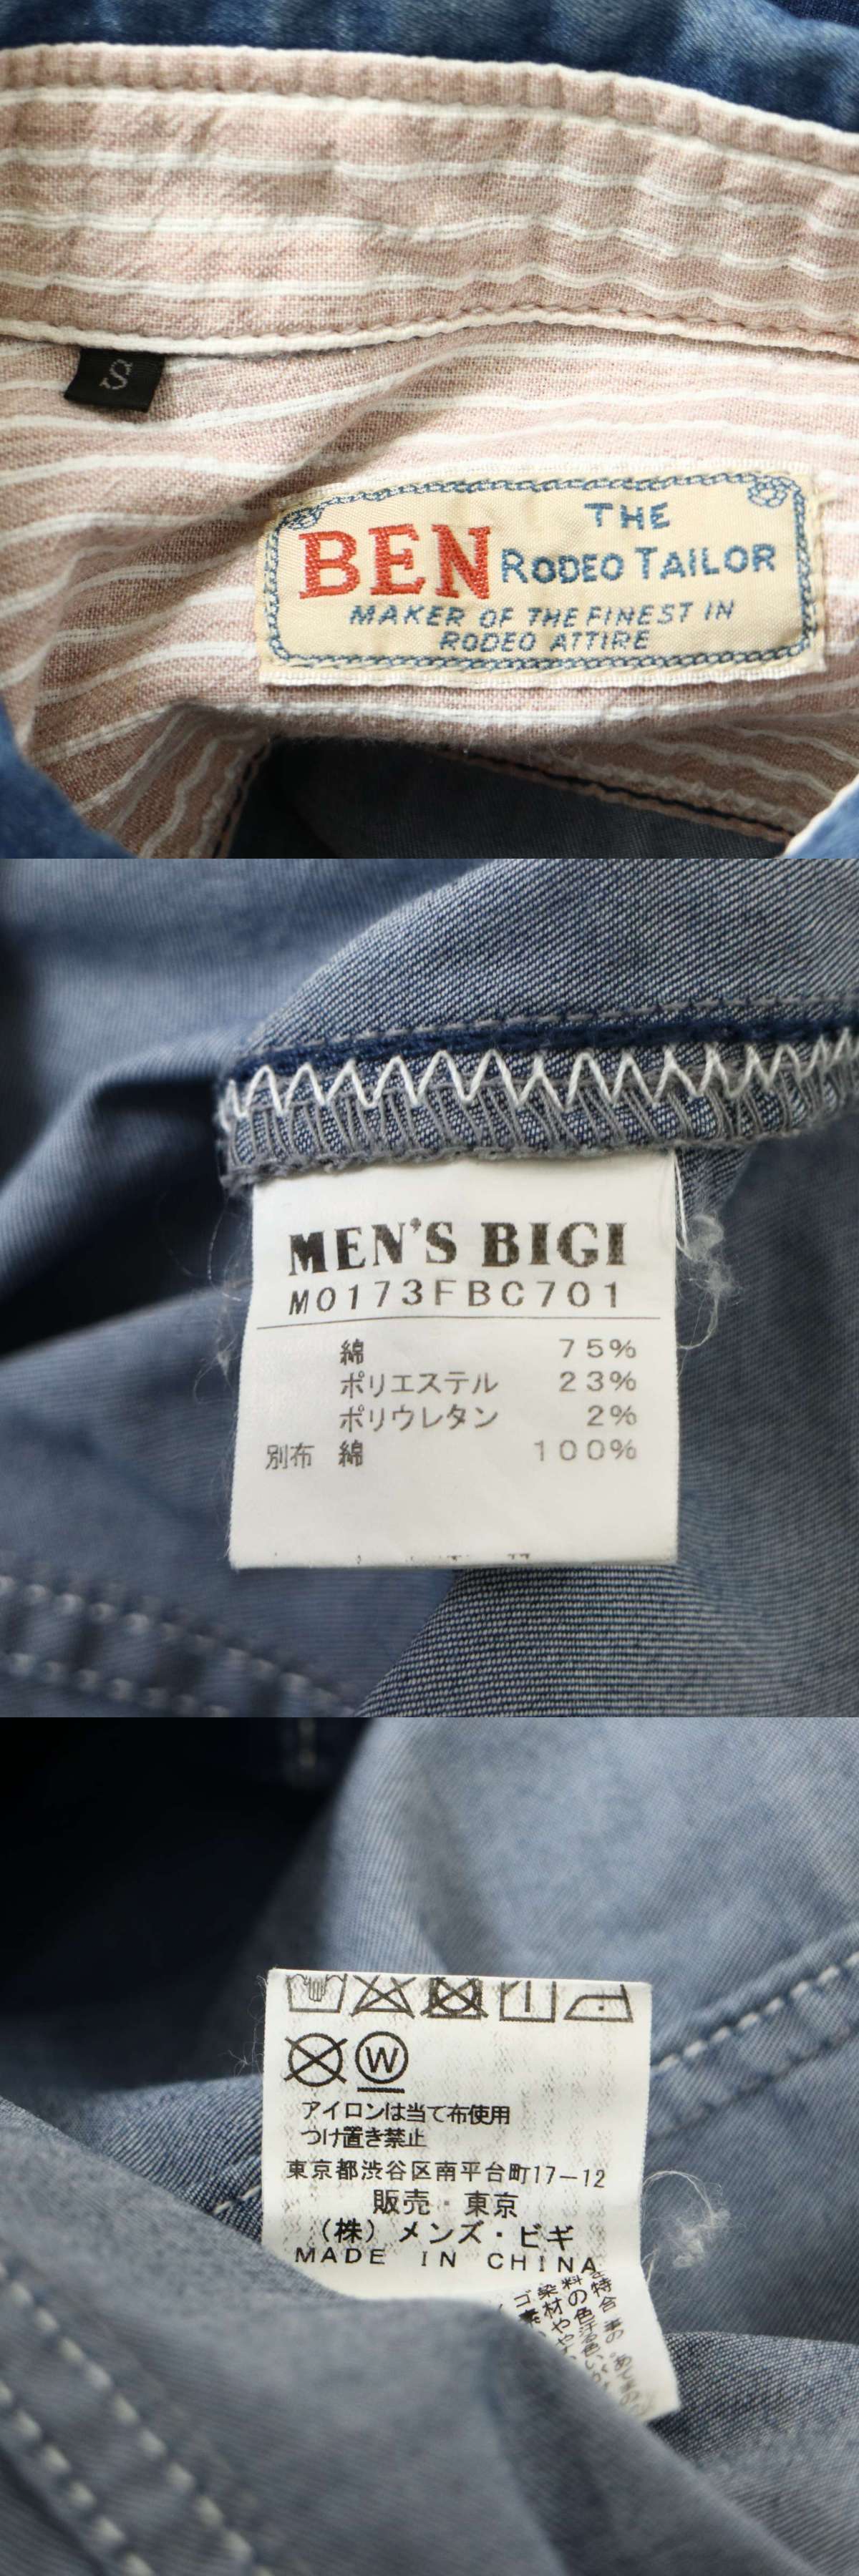 S
BEN THE
RODEO TAILOR
MAKER OF THE FINEST IN
RODEO ATTIRE
MEN'S BIGI
M0173FBC701
綿 75%
ポリエステル 23%
ポリウレタン 2%
別布 綿 100%
W
アイロンは当て布使用
つけ置き禁止
東京都渋谷区南平台町17-12
販売・東京
(株)メンズ・ビギ
MADE IN CHINA